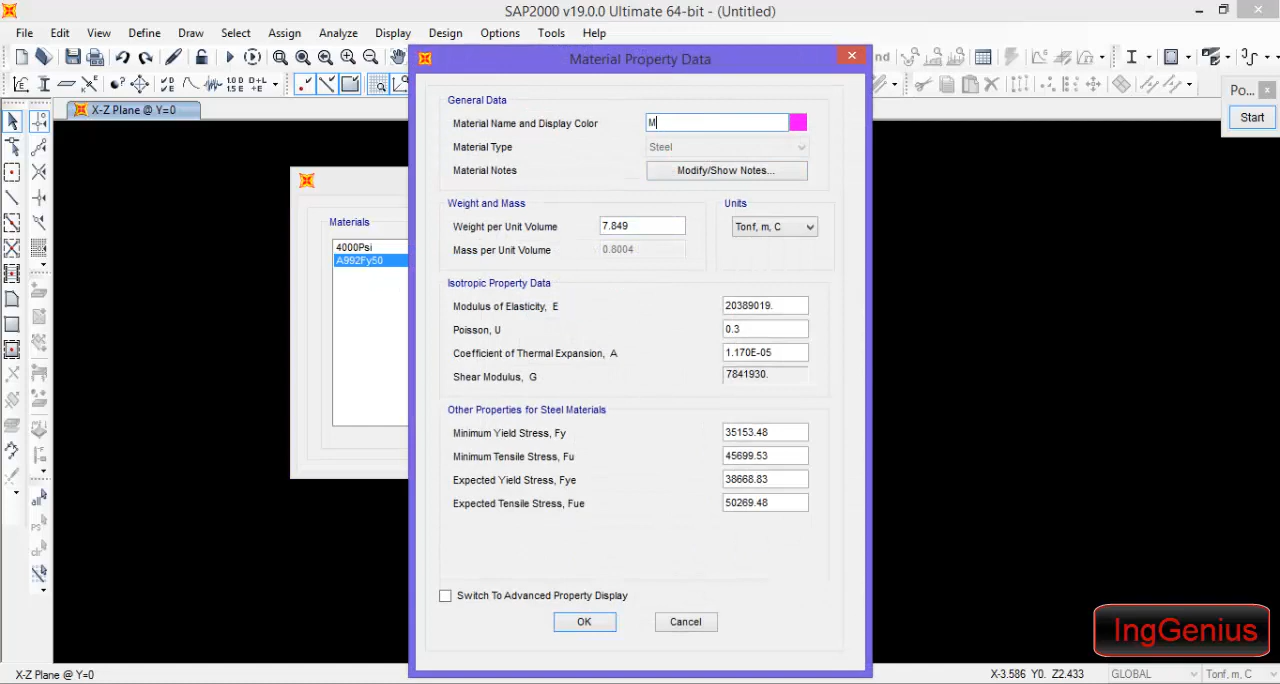 SAP2000 v19.0.0 Ultimate 64-bit - (Untitled)
File Edit View Define Draw Select Assign Analyze Display Design Options Tools Help
Material Property Data
nd
X-Z Plane @ Y=0
Po...
Start
General Data
Material Name and Display Color M
Material Type Steel
Material Notes Modify/Show Notes...
Materials
4000Psi
A992Fy50
Weight and Mass
Weight per Unit Volume 7.849
Mass per Unit Volume 0.8004
Units
Tonf, m, C
Isotropic Property Data
Modulus of Elasticity, E 20389019.
Poisson, U 0.3
Coefficient of Thermal Expansion, A 1.170E-05
Shear Modulus, G 7841930.
Other Properties for Steel Materials
Minimum Yield Stress, Fy 35153.48
Minimum Tensile Stress, Fu 45699.53
Expected Yield Stress, Fye 38668.83
Expected Tensile Stress, Fue 50269.48
Switch To Advanced Property Display
OK Cancel
all
PS
clr
IngGenius
X-Z Plane @ Y=0
X-3.586 Y0. Z2.433
GLOBAL
Tonf, m, C